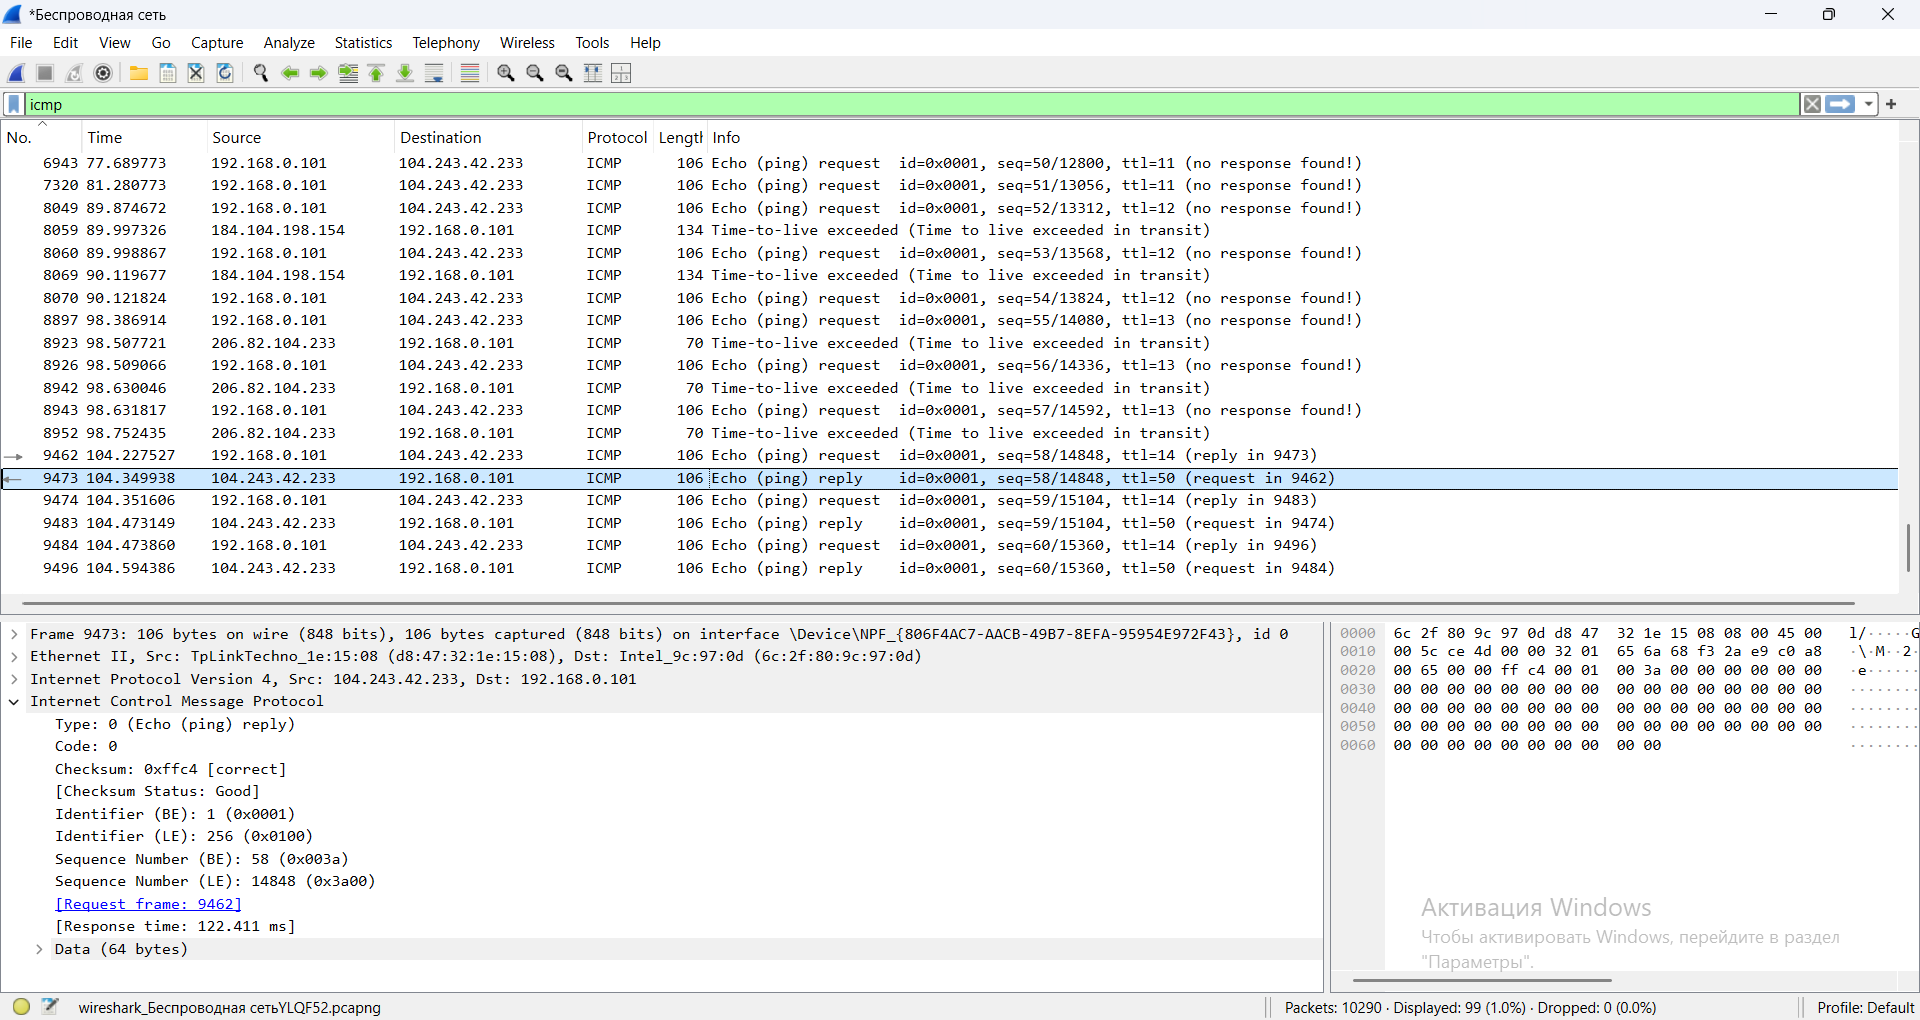 *Беспроводная сеть
File Edit View Go Capture Analyze Statistics Telephony Wireless Tools Help
icmp
No. Time Source Destination Protocol Length Info
6943 77.689773 192.168.0.101 104.243.42.233 ICMP 106 Echo (ping) request id=0x0001, seq=50/12800, ttl=11 (no response found!)
7320 81.280773 192.168.0.101 104.243.42.233 ICMP 106 Echo (ping) request id=0x0001, seq=51/13056, ttl=11 (no response found!)
8049 89.874672 192.168.0.101 104.243.42.233 ICMP 106 Echo (ping) request id=0x0001, seq=52/13312, ttl=12 (no response found!)
8059 89.997326 184.104.198.154 192.168.0.101 ICMP 134 Time-to-live exceeded (Time to live exceeded in transit)
8060 89.998867 192.168.0.101 104.243.42.233 ICMP 106 Echo (ping) request id=0x0001, seq=53/13568, ttl=12 (no response found!)
8069 90.119677 184.104.198.154 192.168.0.101 ICMP 134 Time-to-live exceeded (Time to live exceeded in transit)
8070 90.121824 192.168.0.101 104.243.42.233 ICMP 106 Echo (ping) request id=0x0001, seq=54/13824, ttl=12 (no response found!)
8897 98.386914 192.168.0.101 104.243.42.233 ICMP 106 Echo (ping) request id=0x0001, seq=55/14080, ttl=13 (no response found!)
8923 98.507721 206.82.104.233 192.168.0.101 ICMP 70 Time-to-live exceeded (Time to live exceeded in transit)
8926 98.509066 192.168.0.101 104.243.42.233 ICMP 106 Echo (ping) request id=0x0001, seq=56/14336, ttl=13 (no response found!)
8942 98.630046 206.82.104.233 192.168.0.101 ICMP 70 Time-to-live exceeded (Time to live exceeded in transit)
8943 98.631817 192.168.0.101 104.243.42.233 ICMP 106 Echo (ping) request id=0x0001, seq=57/14592, ttl=13 (no response found!)
8952 98.752435 206.82.104.233 192.168.0.101 ICMP 70 Time-to-live exceeded (Time to live exceeded in transit)
9462 104.227527 192.168.0.101 104.243.42.233 ICMP 106 Echo (ping) request id=0x0001, seq=58/14848, ttl=14 (reply in 9473)
9473 104.349938 104.243.42.233 192.168.0.101 ICMP 106 Echo (ping) reply id=0x0001, seq=58/14848, ttl=50 (request in 9462)
9474 104.351606 192.168.0.101 104.243.42.233 ICMP 106 Echo (ping) request id=0x0001, seq=59/15104, ttl=14 (reply in 9483)
9483 104.473149 104.243.42.233 192.168.0.101 ICMP 106 Echo (ping) reply id=0x0001, seq=59/15104, ttl=50 (request in 9474)
9484 104.473860 192.168.0.101 104.243.42.233 ICMP 106 Echo (ping) request id=0x0001, seq=60/15360, ttl=14 (reply in 9496)
9496 104.594386 104.243.42.233 192.168.0.101 ICMP 106 Echo (ping) reply id=0x0001, seq=60/15360, ttl=50 (request in 9484)
Frame 9473: 106 bytes on wire (848 bits), 106 bytes captured (848 bits) on interface \Device\NPF_{806F4AC7-AACB-49B7-8EFA-95954E972F43}, id 0
Ethernet II, Src: TpLinkTechno_1e:15:08 (d8:47:32:1e:15:08), Dst: Intel_9c:97:0d (6c:2f:80:9c:97:0d)
Internet Protocol Version 4, Src: 104.243.42.233, Dst: 192.168.0.101
Internet Control Message Protocol
Type: 0 (Echo (ping) reply)
Code: 0
Checksum: 0xffc4 [correct]
[Checksum Status: Good]
Identifier (BE): 1 (0x0001)
Identifier (LE): 256 (0x0100)
Sequence Number (BE): 58 (0x003a)
Sequence Number (LE): 14848 (0x3a00)
[Request frame: 9462]
[Response time: 122.411 ms]
Data (64 bytes)
0000 6c 2f 80 9c 97 0d d8 47 32 1e 15 08 08 00 45 00 l/·····G
0010 00 5c ce 4d 00 00 32 01 65 6a 68 f3 2a e9 c0 a8 ·\·M··2·
0020 00 65 00 00 ff c4 00 01 00 3a 00 00 00 00 00 00 ·e······
0030 00 00 00 00 00 00 00 00 00 00 00 00 00 00 00 00 ········
0040 00 00 00 00 00 00 00 00 00 00 00 00 00 00 00 00 ········
0050 00 00 00 00 00 00 00 00 00 00 00 00 00 00 00 00 ········
0060 00 00 00 00 00 00 00 00 00 00 ········
Активация Windows
Чтобы активировать Windows, перейдите в раздел
"Параметры".
wireshark_Беспроводная сетьYLQF52.pcapng
Packets: 10290 · Displayed: 99 (1.0%) · Dropped: 0 (0.0%)
Profile: Default